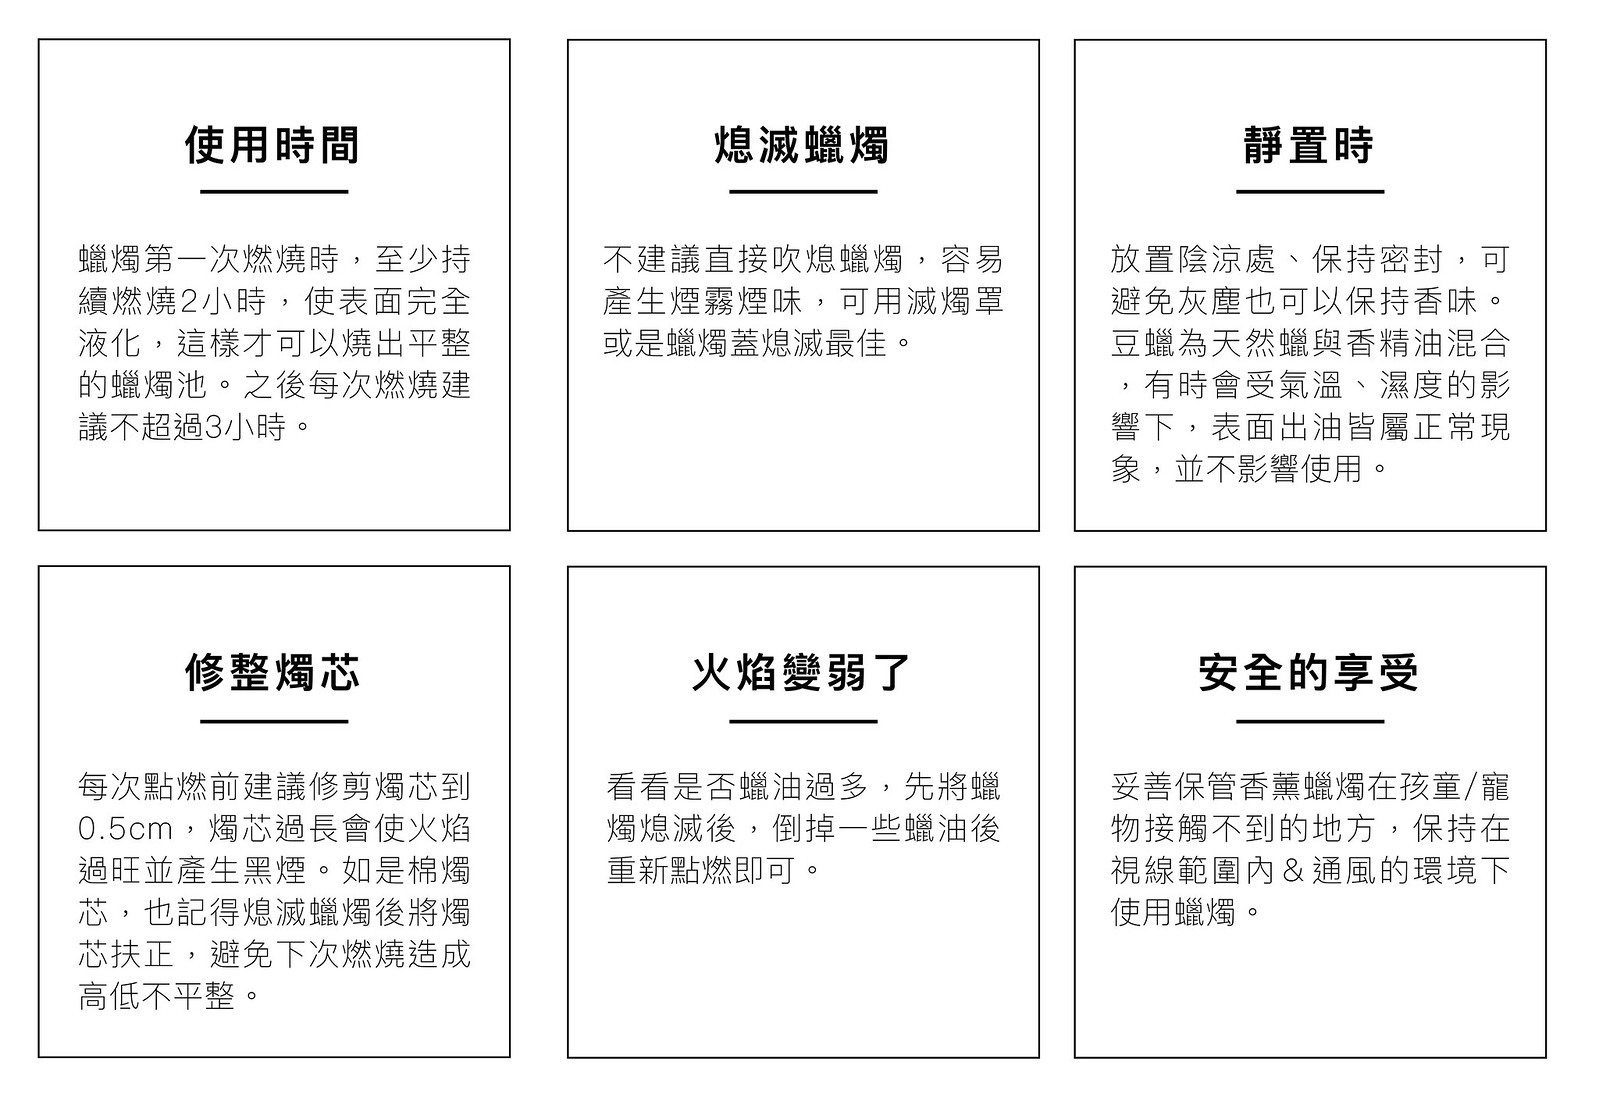 使用時間
蠟燭第一次燃燒時，至少持
續燃燒2小時，使表面完全
液化，這樣才可以燒出平整
的蠟燭池。之後每次燃燒建
議不超過3小時。
熄滅蠟燭
不建議直接吹熄蠟燭，容易
產生煙霧煙味，可用滅燭罩
或是蠟燭蓋熄滅最佳。
靜置時
放置陰涼處、保持密封，可
避免灰塵也可以保持香味。
豆蠟為天然蠟與香精油混合
，有時會受氣溫、濕度的影
響下，表面出油皆屬正常現
象，並不影響使用。
修整燭芯
每次點燃前建議修剪燭芯到
0.5cm，燭芯過長會使火焰
過旺並產生黑煙。如是棉燭
芯，也記得熄滅蠟燭後將燭
芯扶正，避免下次燃燒造成
高低不平整。
火焰變弱了
看看是否蠟油過多，先將蠟
燭熄滅後，倒掉一些蠟油後
重新點燃即可。
安全的享受
妥善保管香薰蠟燭在孩童/寵
物接觸不到的地方，保持在
視線範圍內＆通風的環境下
使用蠟燭。